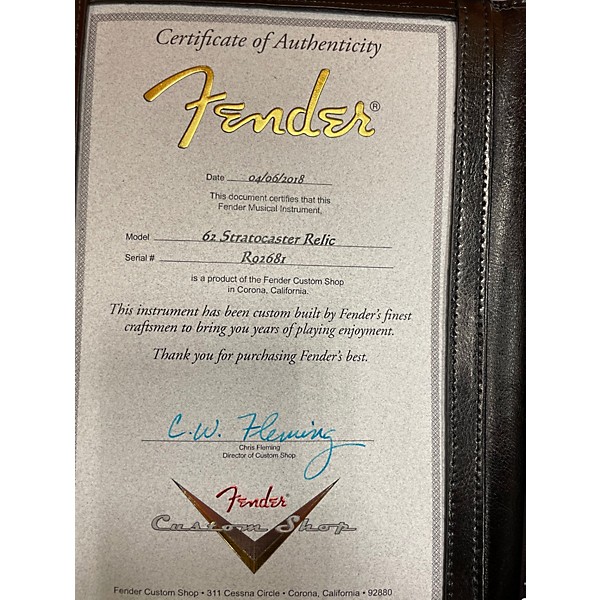 Certificate of Authenticity
Fender®
Date 04/06/2018
This document certifies that this
Fender Musical Instrument,
Model 62 Stratocaster Relic
Serial # R92681
is a product of the Fender Custom Shop
in Corona, California.
This instrument has been custom built by Fender's finest
craftsmen to bring you years of playing enjoyment.
Thank you for purchasing Fender's best.
C.W. Fleming
Chris Fleming
Director of Custom Shop
Fender®
Custom Shop
Fender Custom Shop • 311 Cessna Circle • Corona, California • 92880